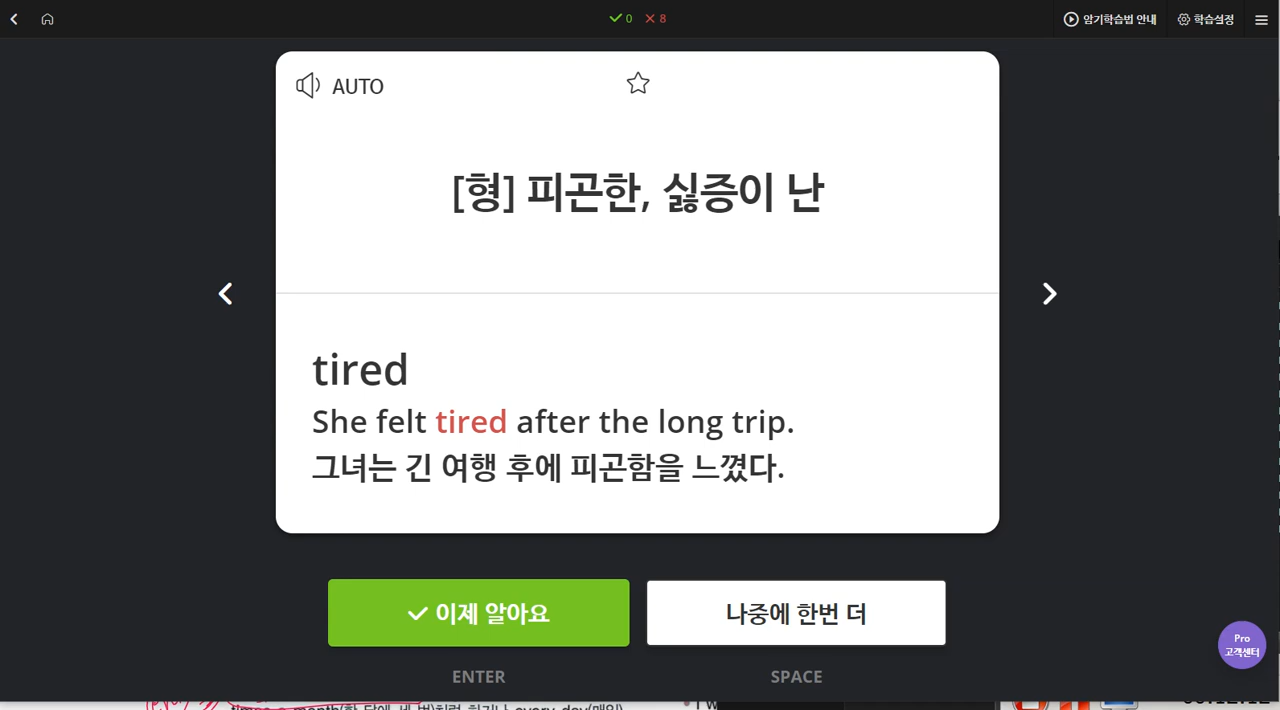 0 8 암기학습법 안내 학습설정
AUTO
[형] 피곤한, 싫증이 난
tired
She felt tired after the long trip.
그녀는 긴 여행 후에 피곤함을 느꼈다.
이제 알아요 나중에 한번 더
Pro
고객센터
ENTER SPACE